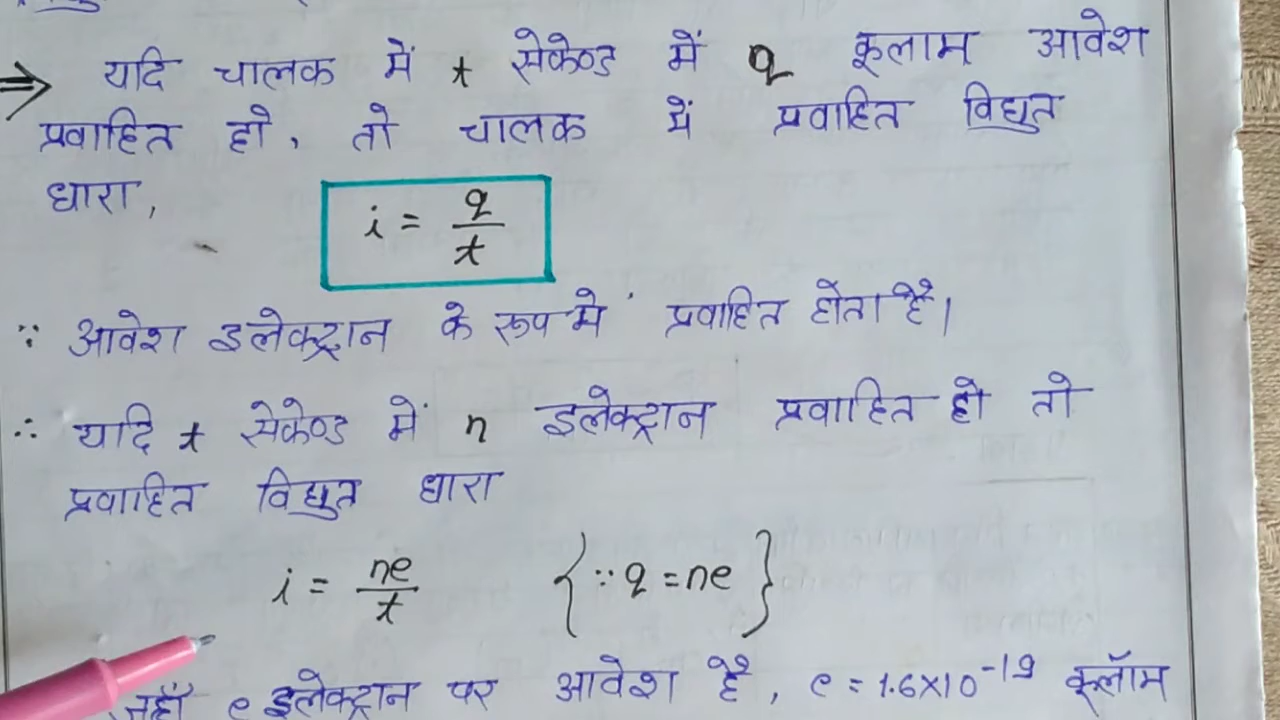 ⇒ यदि चालक में t सेकेण्ड में q कूलाम आवेश
प्रवाहित हो, तो चालक में प्रवाहित विद्युत
धारा,
i = q/t
∵ आवेश इलेक्ट्रान के रूप में प्रवाहित होता है।
∴ यदि t सेकेण्ड में n इलेक्ट्रान प्रवाहित हो तो
प्रवाहित विद्युत धारा
i = ne/t { ∵ q = ne }
जहाँ e इलेक्ट्रान पर आवेश है, e = 1.6×10⁻¹⁹ कूलॉम